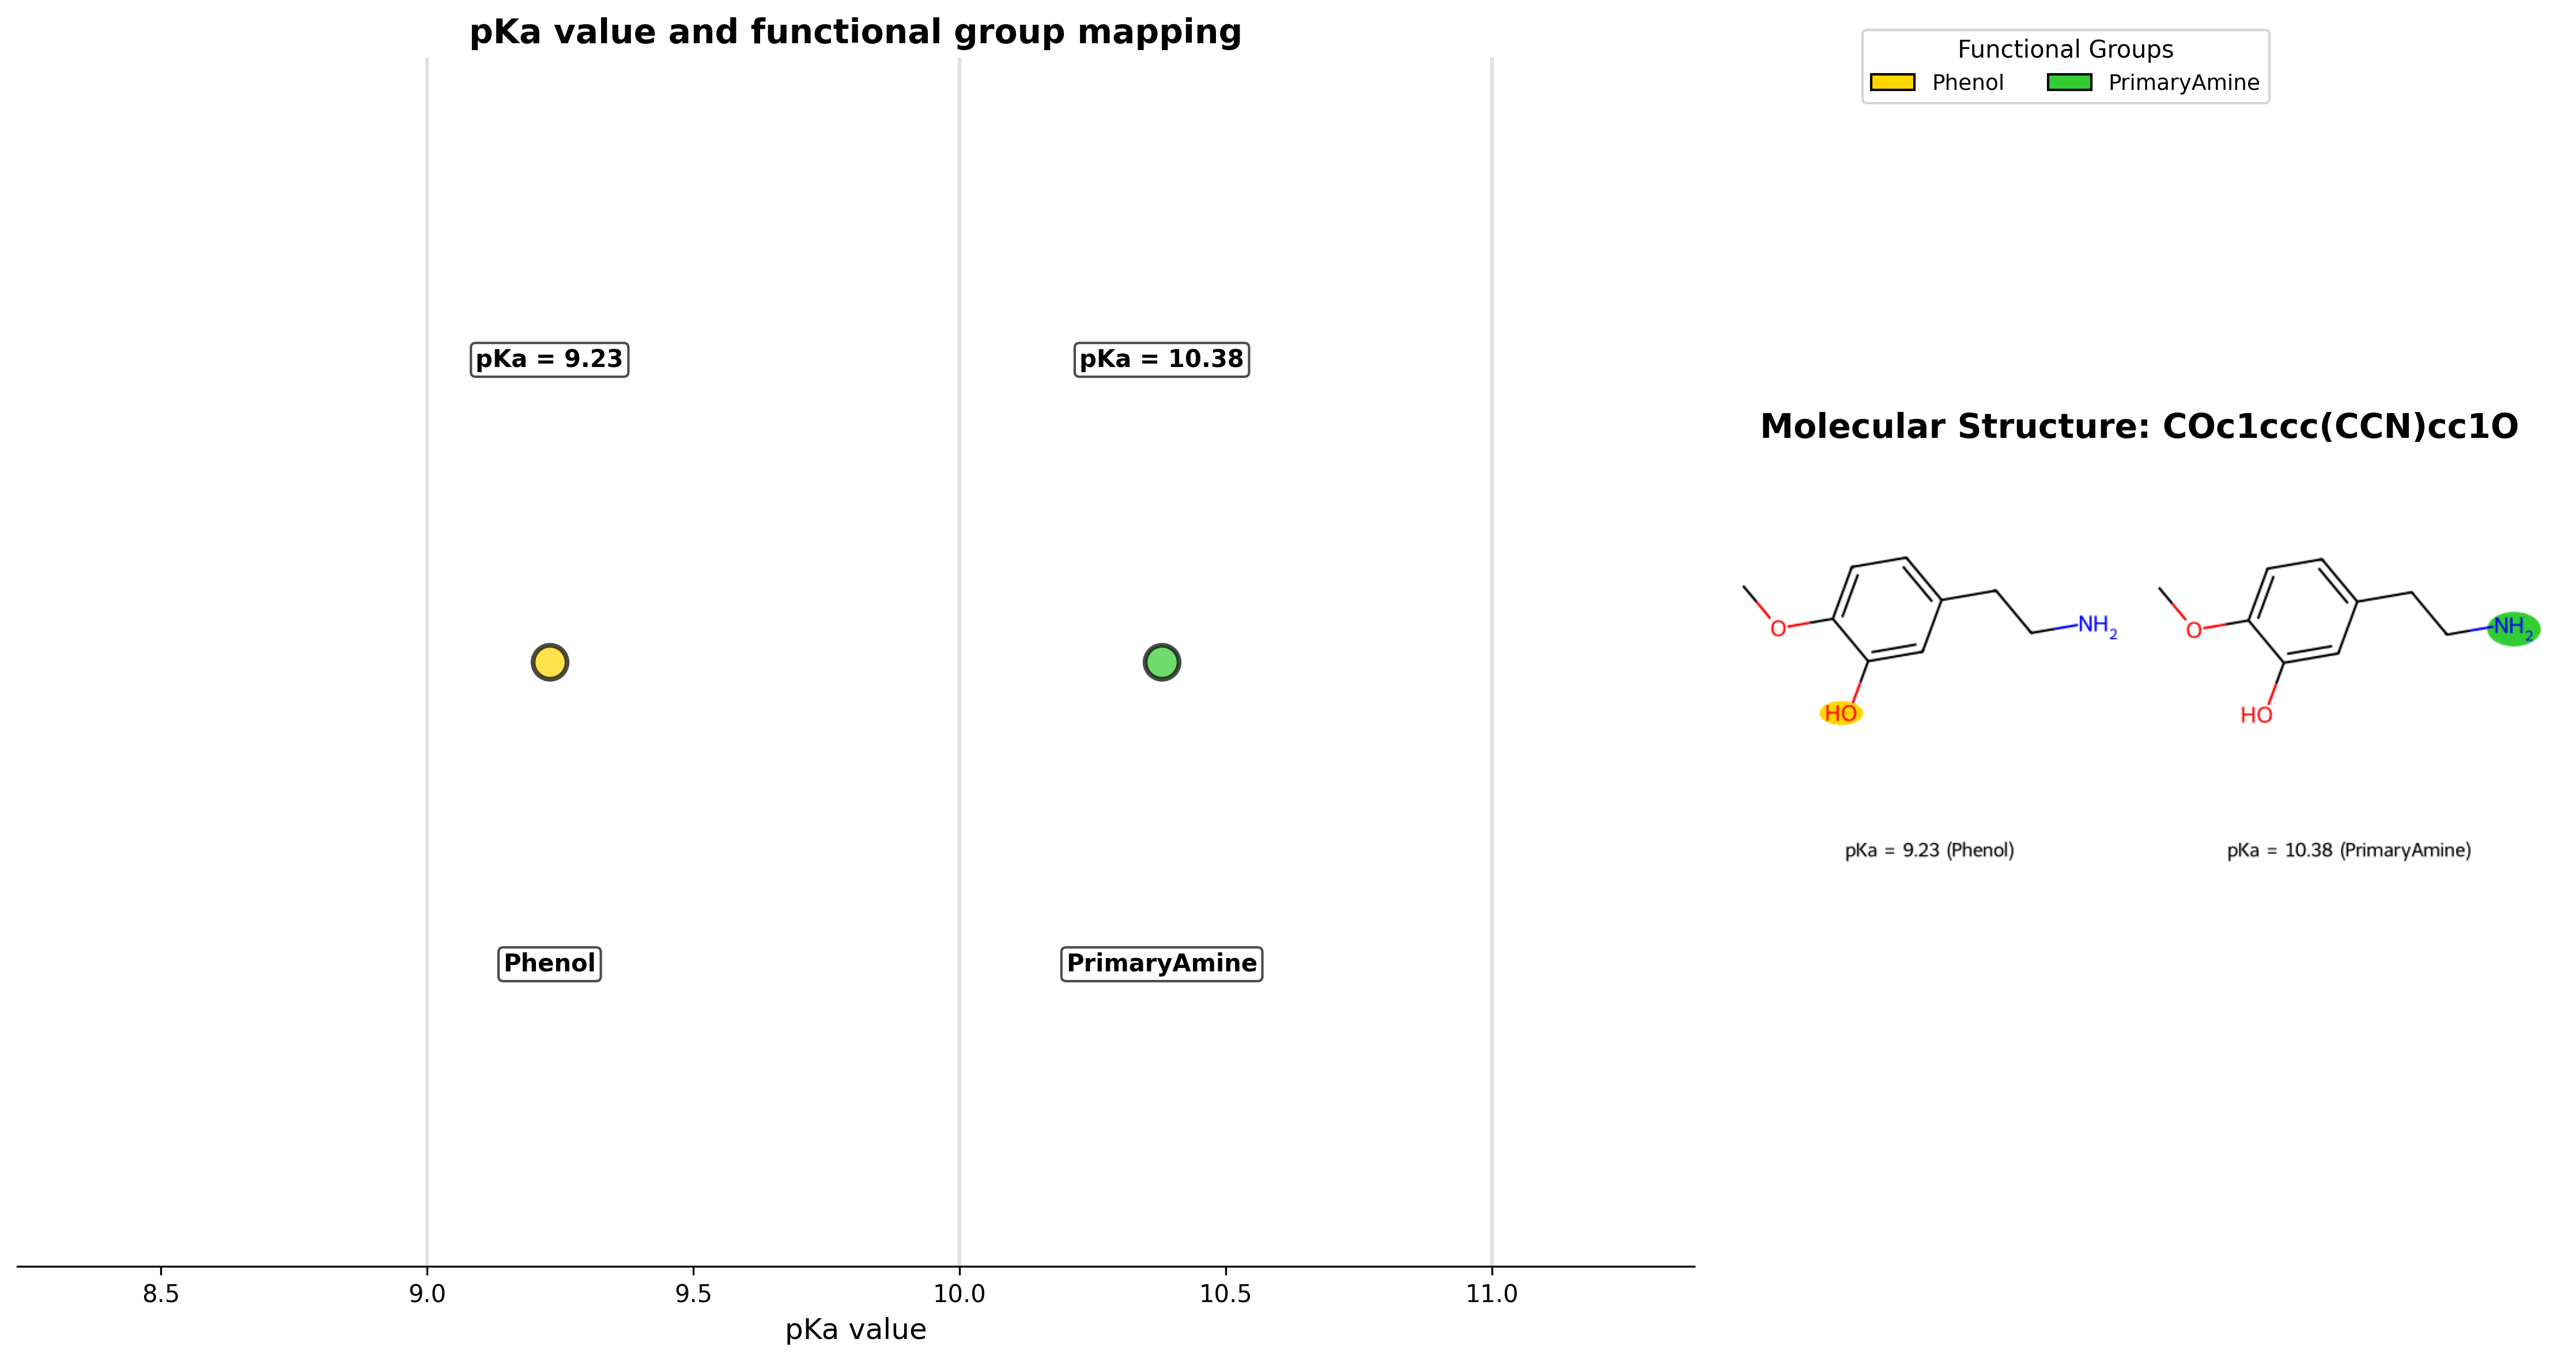 pKa value and functional group mapping
pKa = 9.23
pKa = 10.38
Phenol
PrimaryAmine
8.5
9.0
9.5
10.0
10.5
11.0
pKa value
Functional Groups
Phenol
PrimaryAmine
Molecular Structure: COc1ccc(CCN)cc1O
O
NH2
HO
O
NH2
HO
pKa = 9.23 (Phenol)
pKa = 10.38 (PrimaryAmine)